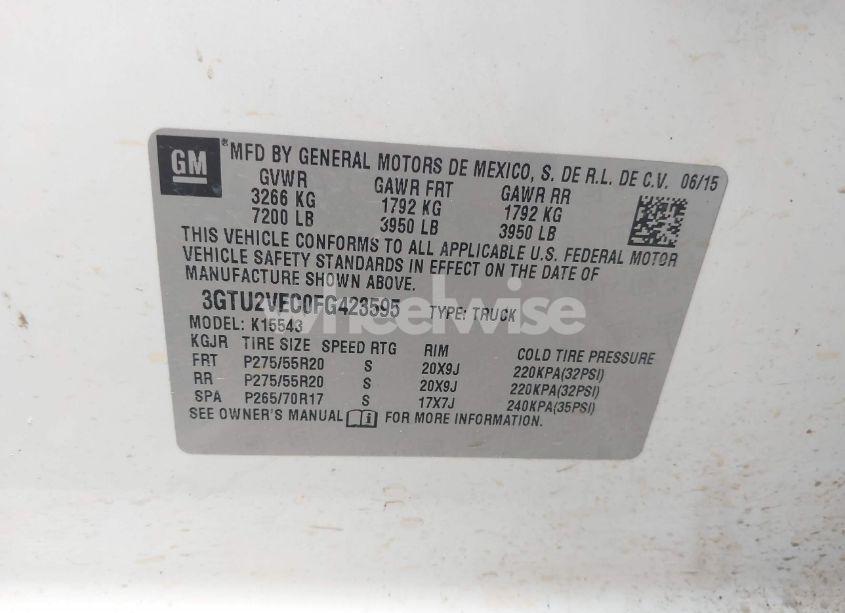 GM ® MFD BY GENERAL MOTORS DE MEXICO, S. DE R.L. DE C.V. 06/15
GVWR GAWR FRT GAWR RR
3266 KG 1792 KG 1792 KG
7200 LB 3950 LB 3950 LB
THIS VEHICLE CONFORMS TO ALL APPLICABLE U.S. FEDERAL MOTOR
VEHICLE SAFETY STANDARDS IN EFFECT ON THE DATE OF
MANUFACTURE SHOWN ABOVE.
3GTU2VEC0FG423595 TYPE: TRUCK
wheelwise
MODEL: K15543
KGJR TIRE SIZE SPEED RTG RIM COLD TIRE PRESSURE
FRT P275/55R20 S 20X9J 220KPA(32PSI)
RR P275/55R20 S 20X9J 220KPA(32PSI)
SPA P265/70R17 S 17X7J 240KPA(35PSI)
SEE OWNER'S MANUAL FOR MORE INFORMATION.